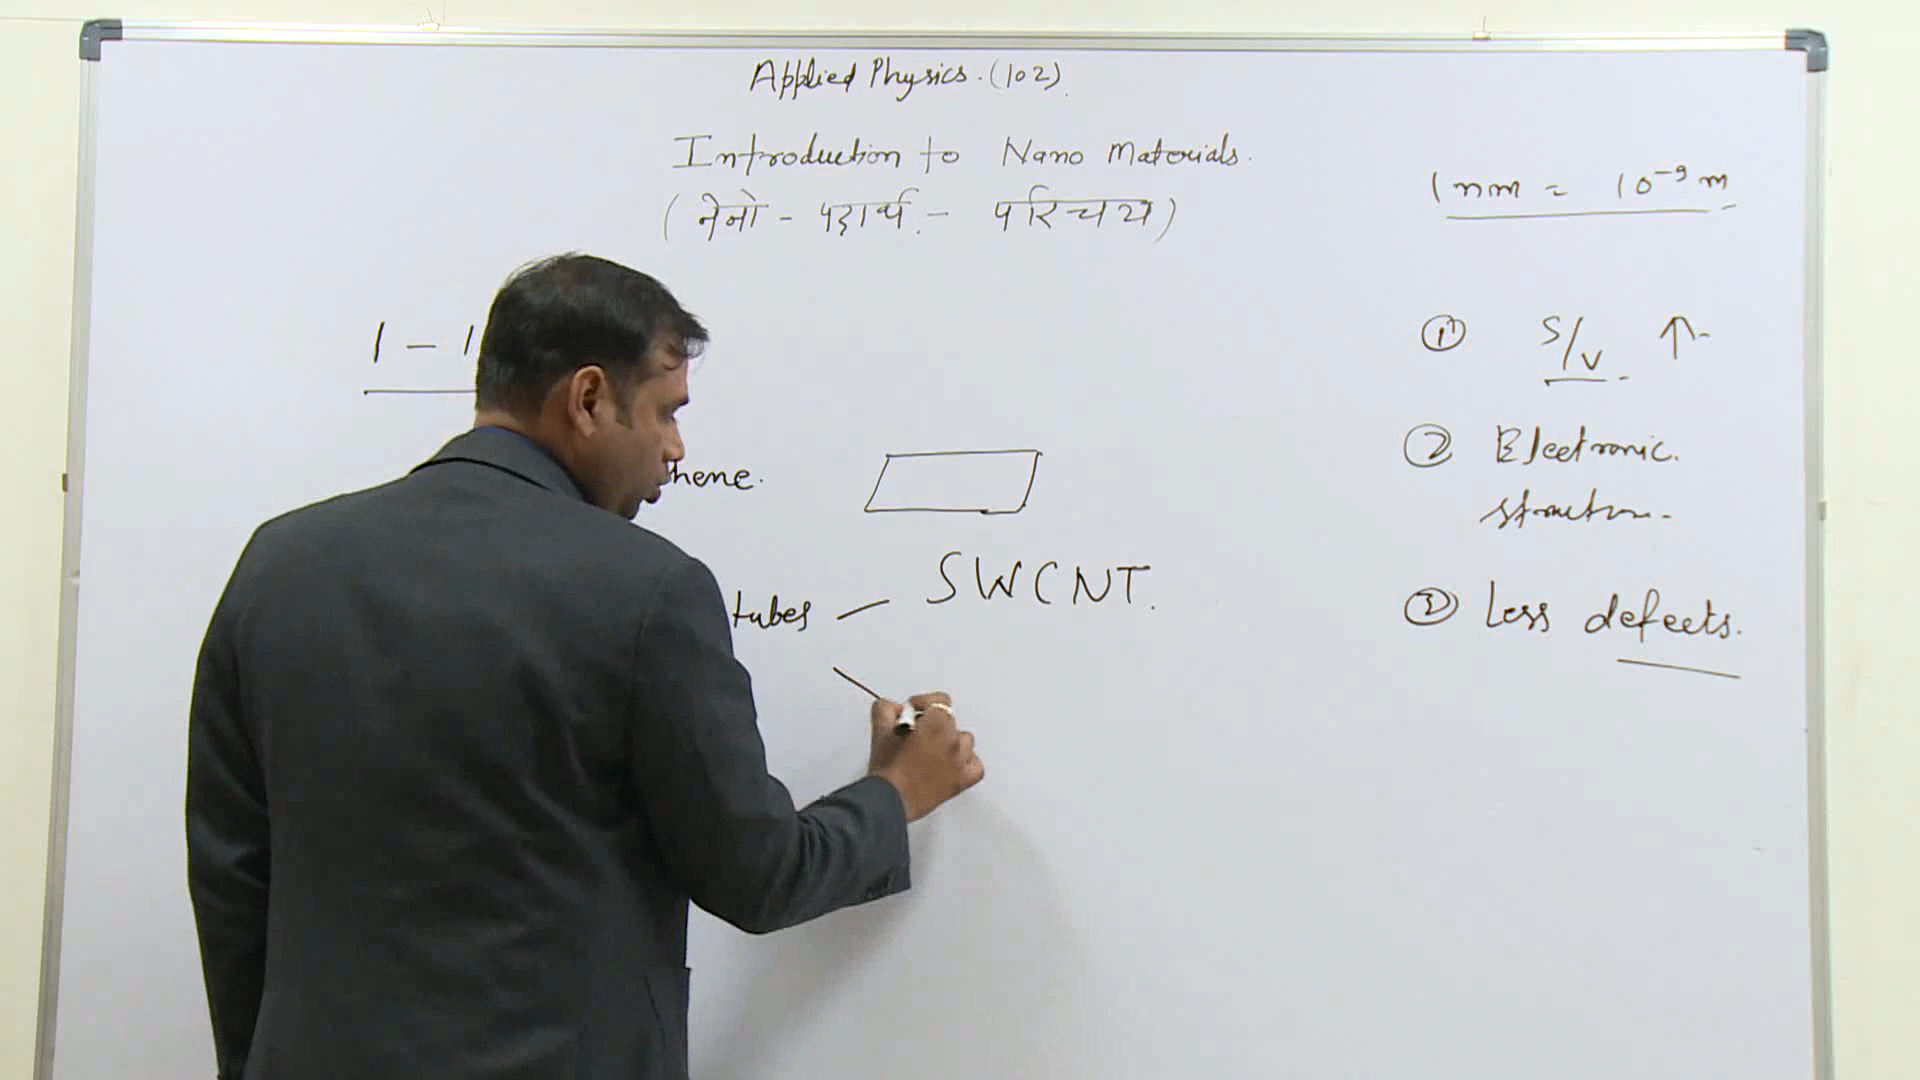 Applied Physics. (102).
Introduction to Nano Materials.
(नेनो - पदार्थ - परिचय)
1 nm = 10⁻⁹ m
1 - 1
① S/V ↑
② Electronic.
structure.
hene.
SWCNT.
tubes —
③ Less defects.